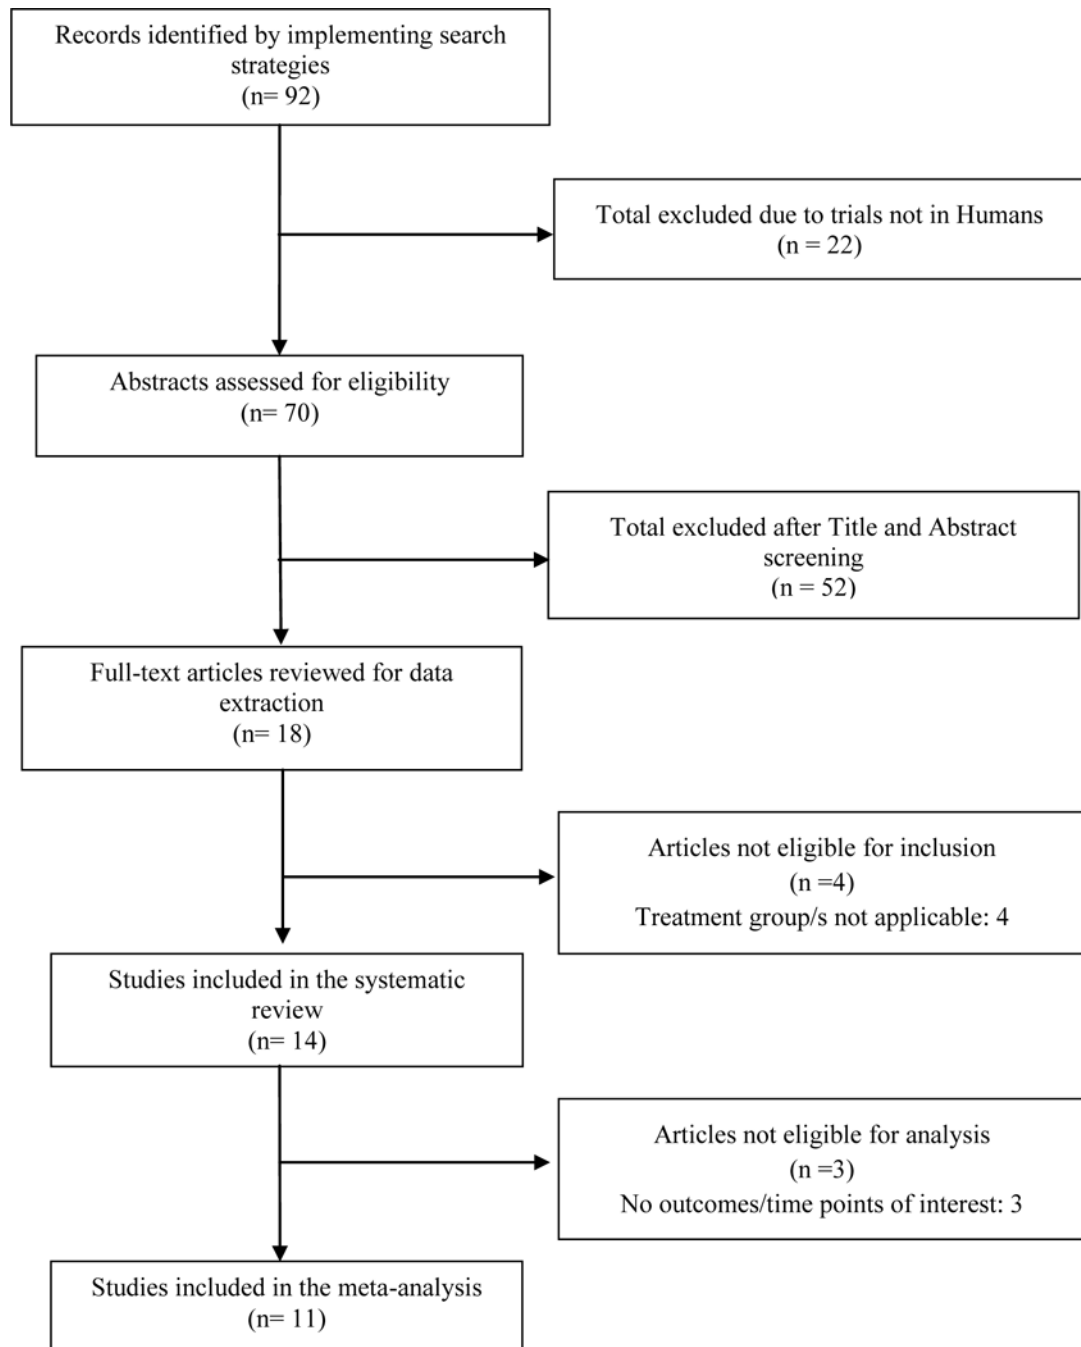 Records identified by implementing search
strategies
(n= 92)
Total excluded due to trials not in Humans
(n = 22)
Abstracts assessed for eligibility
(n= 70)
Total excluded after Title and Abstract
screening
(n = 52)
Full-text articles reviewed for data
extraction
(n= 18)
Articles not eligible for inclusion
(n =4)
Treatment group/s not applicable: 4
Studies included in the systematic
review
(n= 14)
Articles not eligible for analysis
(n =3)
No outcomes/time points of interest: 3
Studies included in the meta-analysis
(n= 11)